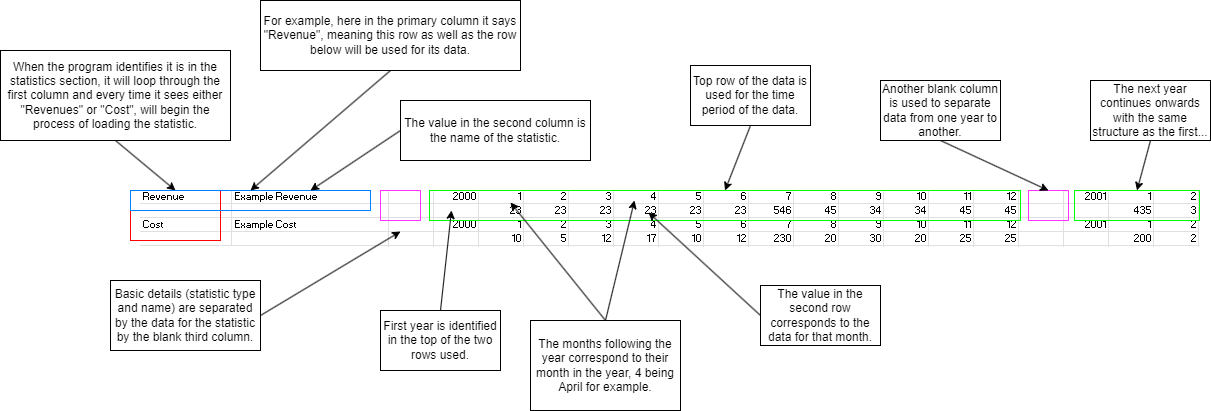 For example, here in the primary column it says
"Revenue", meaning this row as well as the row
below will be used for its data.
When the program identifies it is in the
statistics section, it will loop through the
first column and every time it sees either
"Revenues" or "Cost", will begin the
process of loading the statistic.
The value in the second column is
the name of the statistic.
Top row of the data is
used for the time
period of the data.
Another blank column
is used to separate
data from one year to
another.
The next year
continues onwards
with the same
structure as the first...
Revenue Example Revenue 2000 1 2 3 4 5 6 7 8 9 10 11 12 2001 1 2
23 23 23 23 23 23 546 45 34 34 45 45 435 3
Cost Example Cost 2000 1 2 3 4 5 6 7 8 9 10 11 12 2001 1 2
10 5 12 17 10 12 230 20 30 20 25 25 200 2
Basic details (statistic type
and name) are separated
by the data for the statistic
by the blank third column.
First year is identified
in the top of the two
rows used.
The months following the
year correspond to their
month in the year, 4 being
April for example.
The value in the
second row
corresponds to the
data for that month.